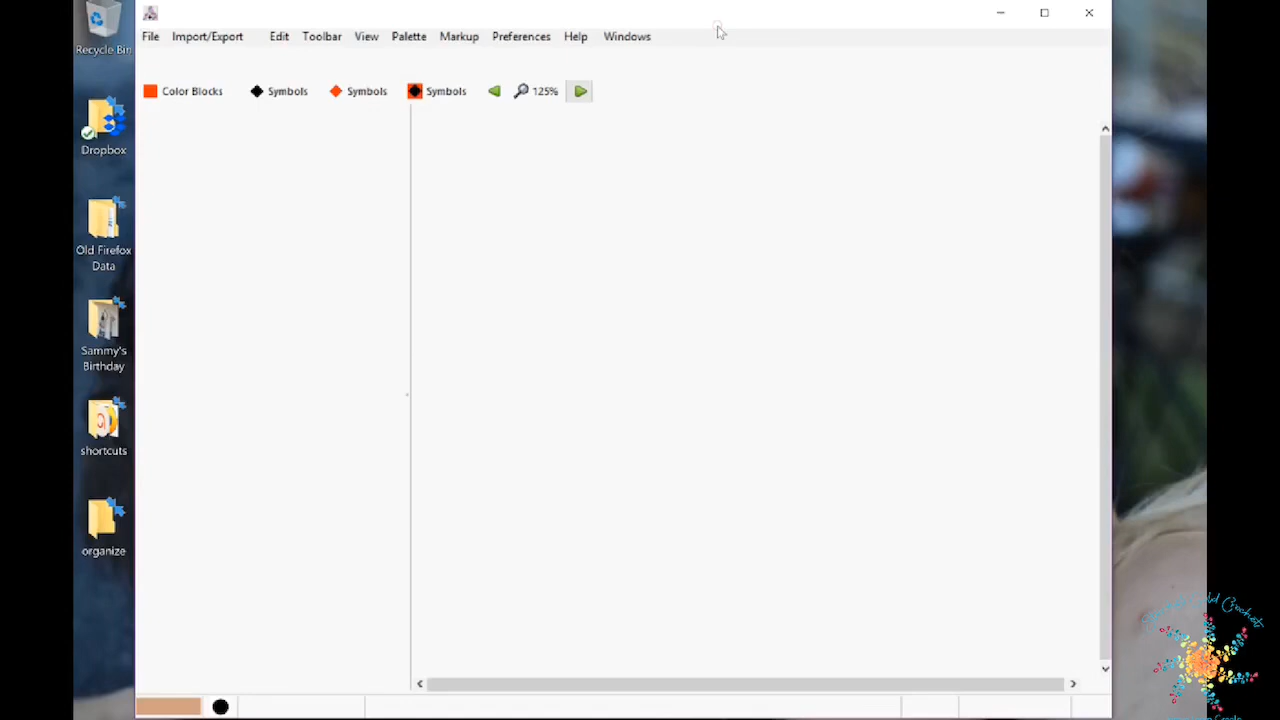 File Import/Export Edit Toolbar View Palette Markup Preferences Help Windows
Color Blocks Symbols Symbols Symbols 125%
Recycle Bin
Dropbox
Old Firefox
Data
Sammy's
Birthday
shortcuts
organize